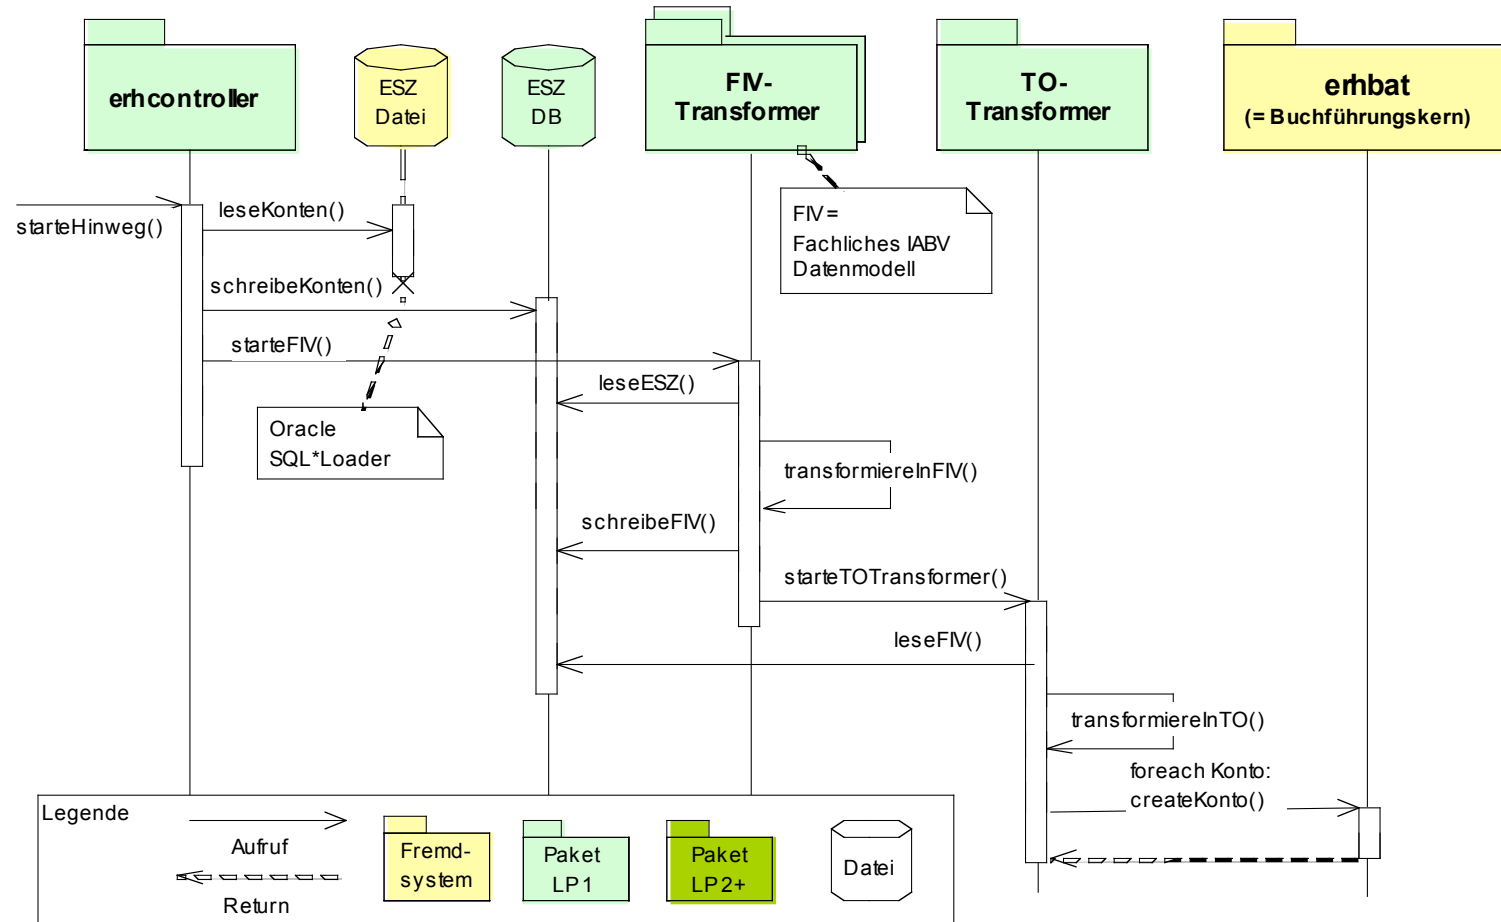 erhcontroller
ESZ
Datei
ESZ
DB
FIV-
Transformer
TO-
Transformer
erhbat
(= Buchführungskern)
starteHinweg()
leseKonten()
FIV=
Fachliches IABV
Datenmodell
schreibeKonten()
starteFIV()
leseESZ()
Oracle
SQL*Loader
transformiereInFIV()
schreibeFIV()
starteTOTransformer()
leseFIV()
transformiereInTO()
foreach Konto:
createKonto()
Legende
Aufruf
Return
Fremd-
system
Paket
LP1
Paket
LP2+
Datei